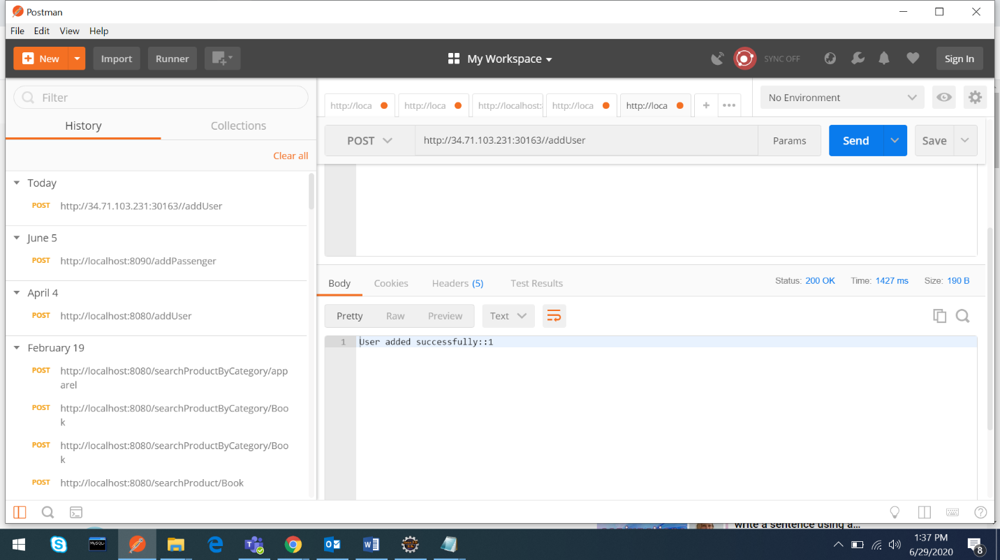 Postman
File Edit View Help
New Import Runner My Workspace SYNC OFF Sign In
Filter
History Collections
Clear all
Today
POST http://34.71.103.231:30163//addUser
June 5
POST http://localhost:8090/addPassenger
April 4
POST http://localhost:8080/addUser
February 19
POST http://localhost:8080/searchProductByCategory/app
arel
POST http://localhost:8080/searchProductByCategory/Boo
k
POST http://localhost:8080/searchProductByCategory/Boo
k
POST http://localhost:8080/searchProduct/Book
http://loca http://loca http://localhost: http://loca http://loca + ••• No Environment
POST http://34.71.103.231:30163//addUser Params Send Save
Body Cookies Headers (5) Test Results Status: 200 OK Time: 1427 ms Size: 190 B
Pretty Raw Preview Text
1 User added successfully::1
write a sentence using a...
MySQL
1:37 PM
6/29/2020
8